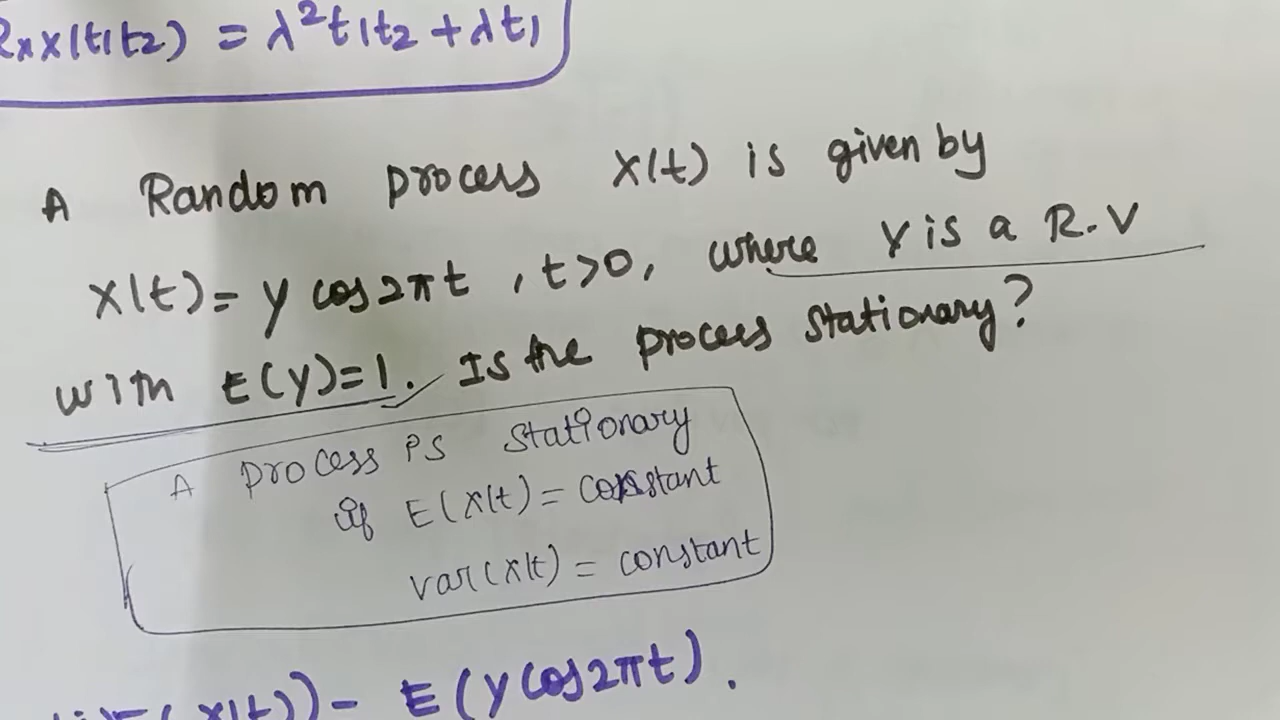 Rxx(t1t2) = λ²t1t2 + λt1
A Random process X(t) is given by
X(t) = Y cos2πt , t>0, where Y is a R.V
with E(Y)=1. Is the process stationary?
A process is stationary
if E(X(t) = constant
var(X(t) = constant
E(X(t)) - E(Y cos2πt).